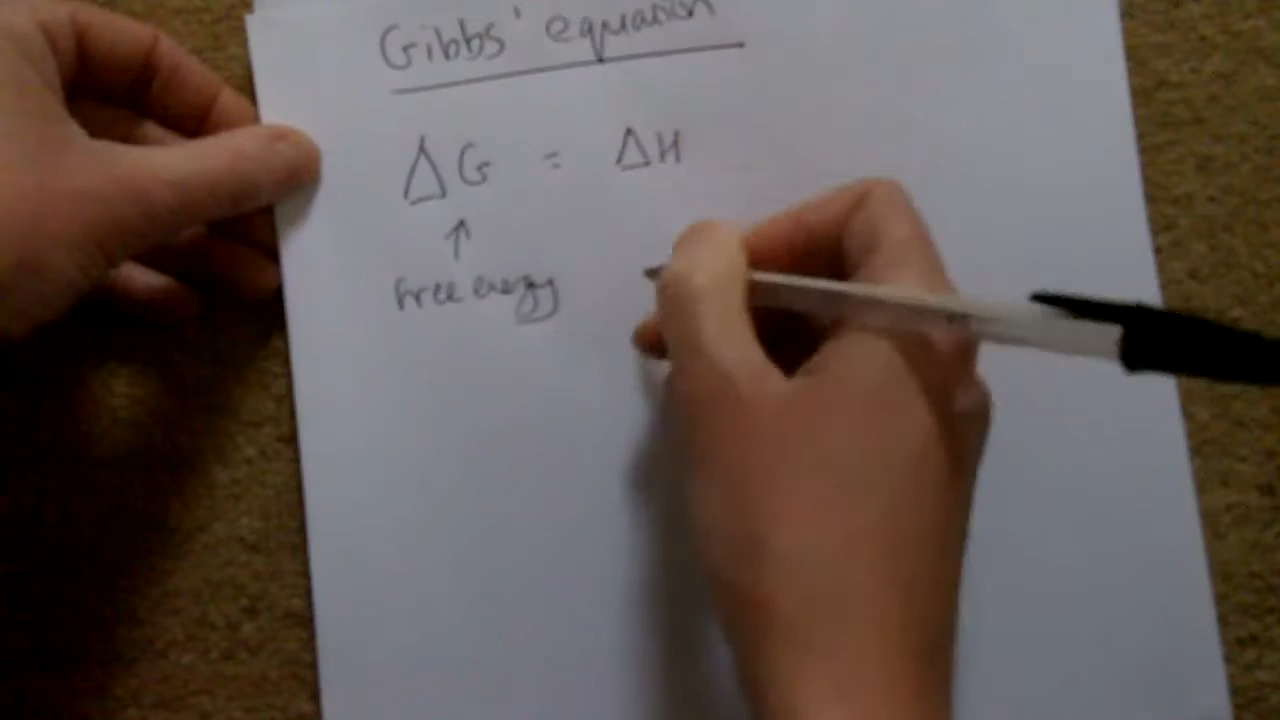 Gibbs' equation
ΔG = ΔH
↑
Free energy